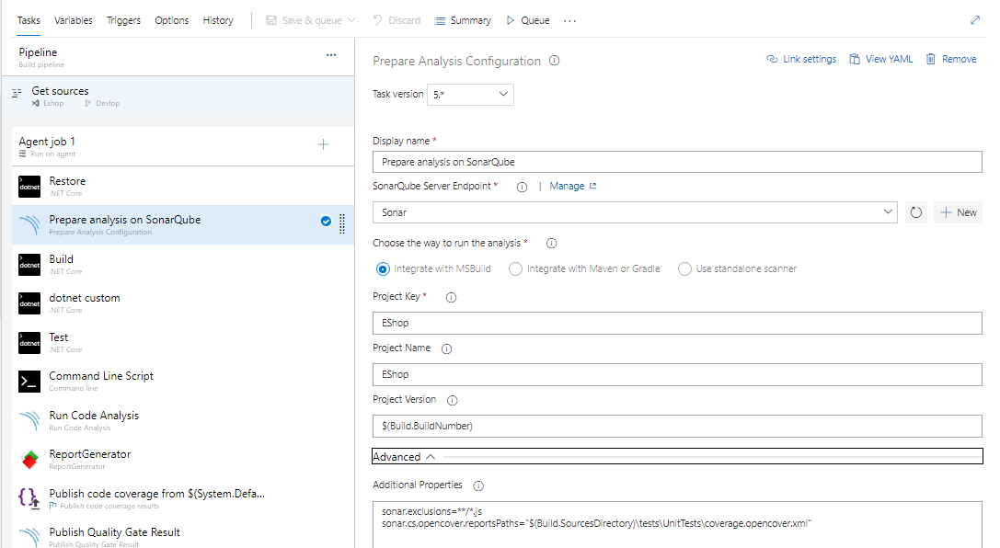 Tasks Variables Triggers Options History Save & queue Discard Summary Queue ...
Pipeline
Build pipeline
Get sources
Eshop Devlop
Agent job 1
Run on agent
dotnet Restore
.NET Core
Prepare analysis on SonarQube
Prepare Analysis Configuration
dotnet Build
.NET Core
dotnet dotnet custom
.NET Core
dotnet Test
.NET Core
Command Line Script
Command line
Run Code Analysis
Run Code Analysis
ReportGenerator
ReportGenerator
Publish code coverage from $(System.Defa...
Publish code coverage results
Publish Quality Gate Result
Publish Quality Gate Result
Prepare Analysis Configuration Link settings View YAML Remove
Task version 5.*
Display name *
Prepare analysis on SonarQube
SonarQube Server Endpoint * | Manage
Sonar New
Choose the way to run the analysis *
Integrate with MSBuild Integrate with Maven or Gradle Use standalone scanner
Project Key *
EShop
Project Name
EShop
Project Version
$(Build.BuildNumber)
Advanced
Additional Properties
sonar.exclusions=**/*.js
sonar.cs.opencover.reportsPaths="$(Build.SourcesDirectory)\tests\UnitTests\coverage.opencover.xml"